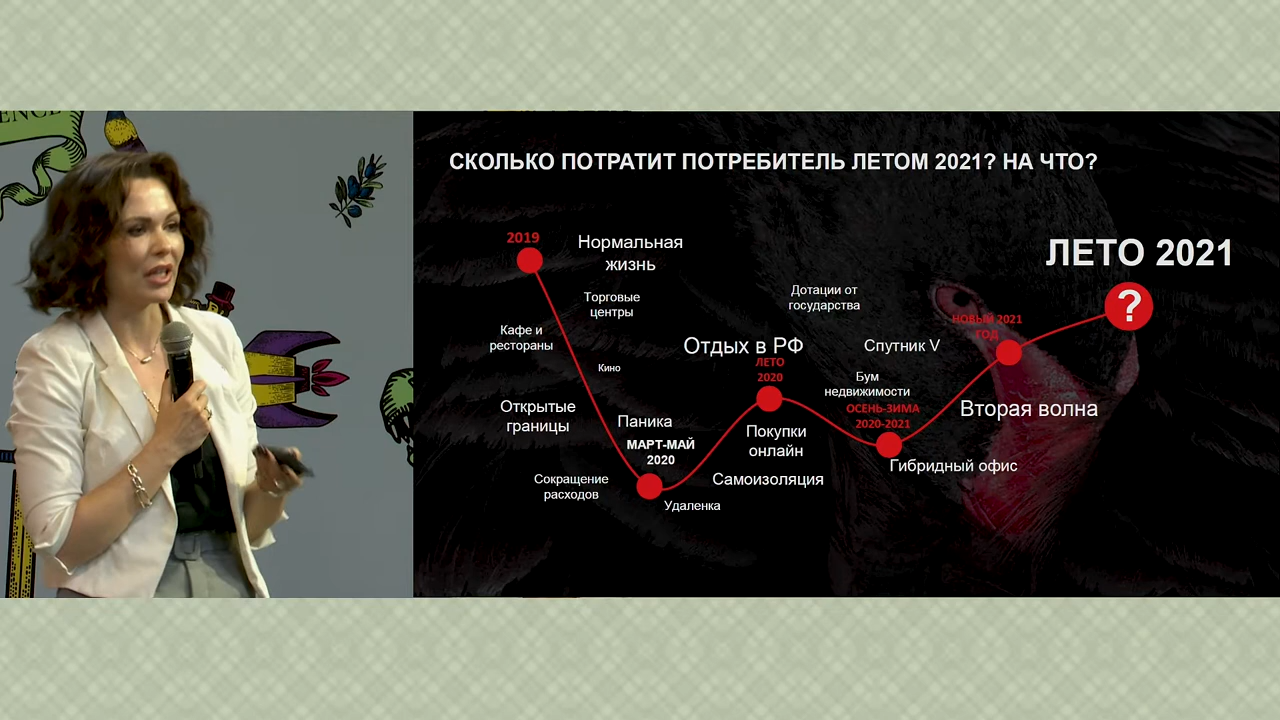 СКОЛЬКО ПОТРАТИТ ПОТРЕБИТЕЛЬ ЛЕТОМ 2021? НА ЧТО?
2019
Нормальная
жизнь
Торговые
центры
Кафе и
рестораны
Кино
Открытые
границы
Паника
МАРТ-МАЙ
2020
Сокращение
расходов
Удаленка
Отдых в РФ
ЛЕТО
2020
Покупки
онлайн
Самоизоляция
Дотации от
государства
Спутник V
Бум
недвижимости
ОСЕНЬ-ЗИМА
2020-2021
Гибридный офис
НОВЫЙ 2021
ГОД
Вторая волна
ЛЕТО 2021
?